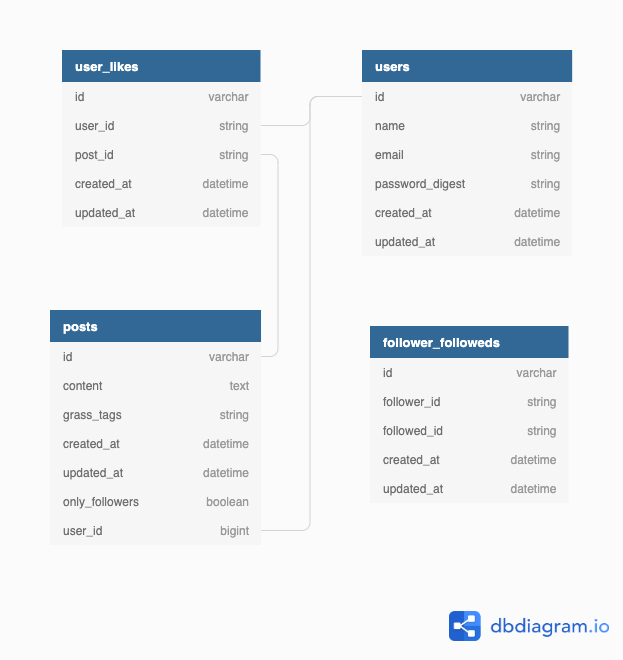 user_likes
id varchar
user_id string
post_id string
created_at datetime
updated_at datetime
users
id varchar
name string
email string
password_digest string
created_at datetime
updated_at datetime
posts
id varchar
content text
grass_tags string
created_at datetime
updated_at datetime
only_followers boolean
user_id bigint
follower_followeds
id varchar
follower_id string
followed_id string
created_at datetime
updated_at datetime
dbdiagram.io